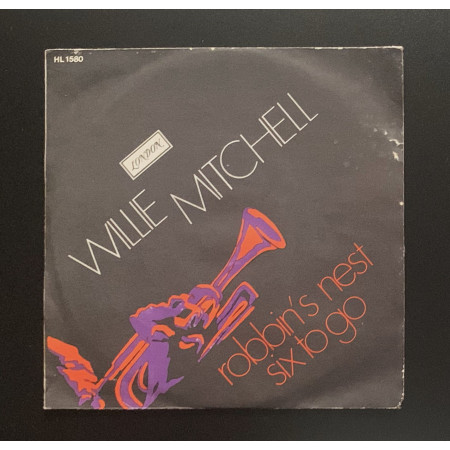 HL 1580
LONDON
WILLIE
MITCHELL
robbin's nest
six to go